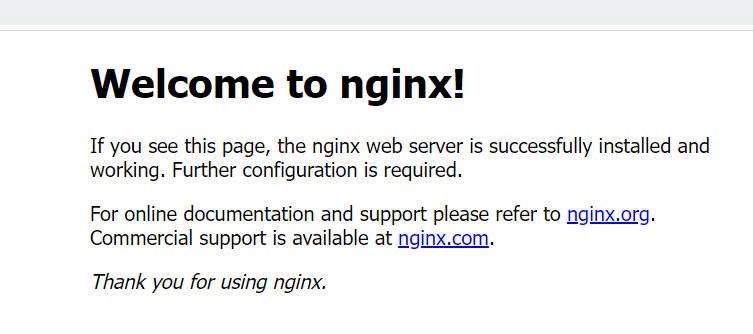 Welcome to nginx!
If you see this page, the nginx web server is successfully installed and
working. Further configuration is required.
For online documentation and support please refer to nginx.org.
Commercial support is available at nginx.com.
Thank you for using nginx.